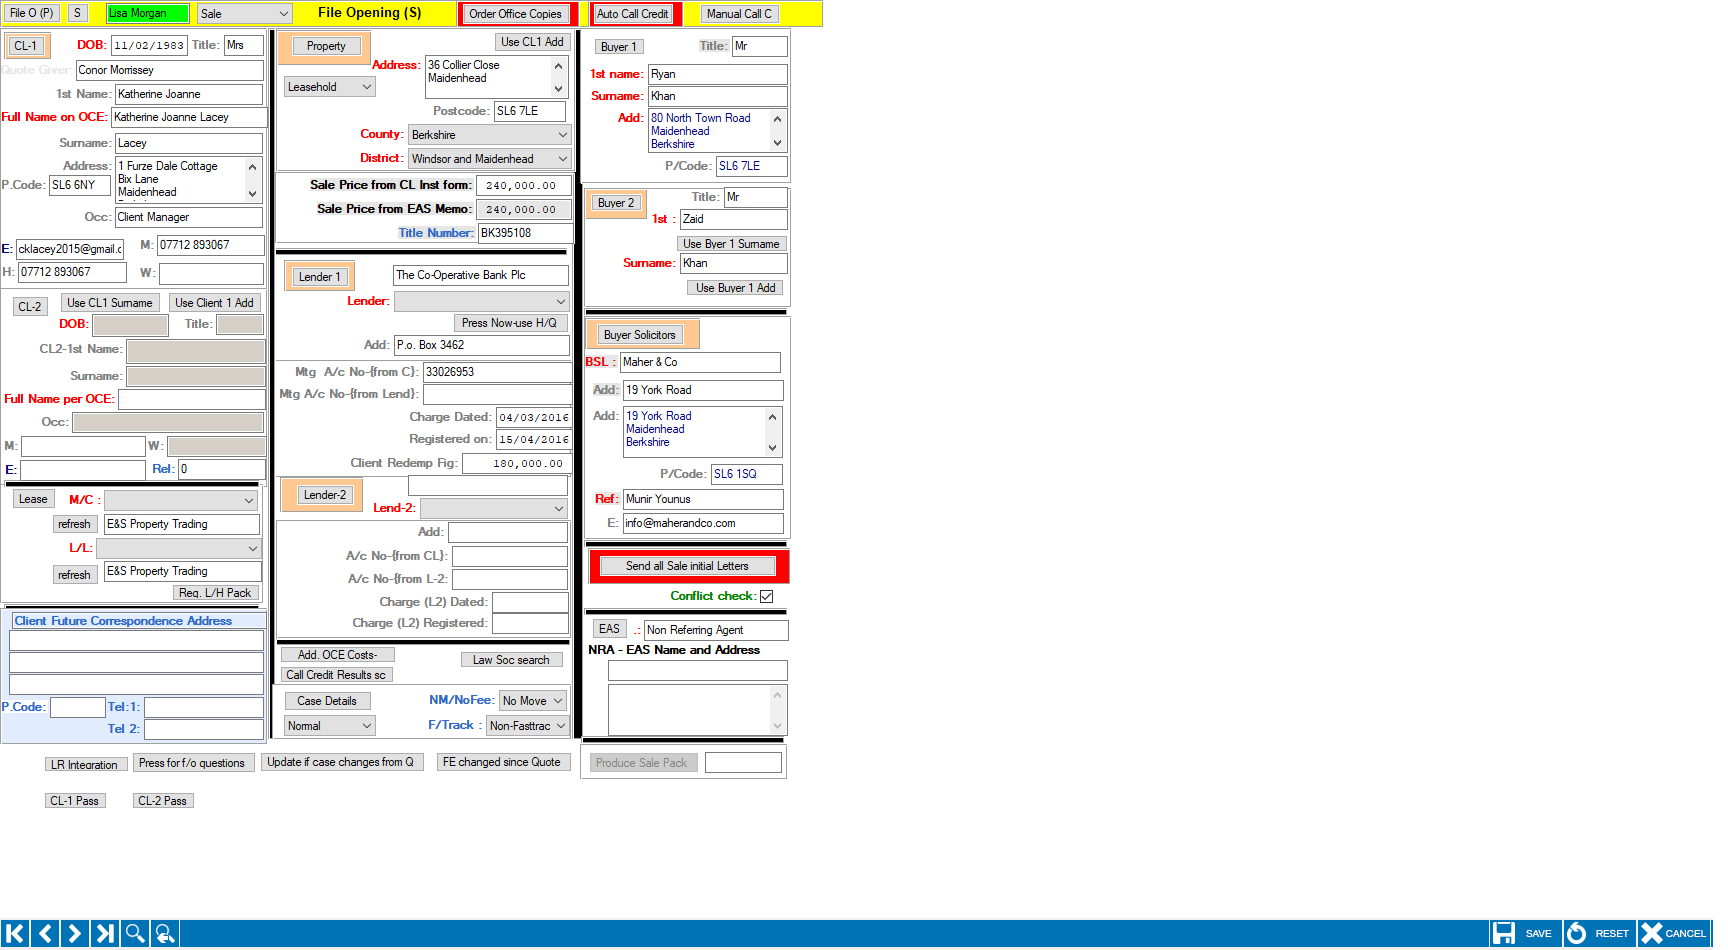 File O (P)
S
Lisa Morgan
Sale
File Opening (S)
Order Office Copies
Auto Call Credit
Manual Call C
CL-1
DOB: 11/02/1983 Title: Mrs
Quote Giver: Conor Morrissey
1st Name: Katherine Joanne
Full Name on OCE: Katherine Joanne Lacey
Surname: Lacey
Address: 1 Furze Dale Cottage
Bix Lane
Maidenhead
P.Code: SL6 6NY
Occ: Client Manager
E: cklacey2015@gmail.c M: 07712 893067
H: 07712 893067 W:
CL-2
Use CL1 Surname
Use Client 1 Add
DOB: Title:
CL2-1st Name:
Surname:
Full Name per OCE:
Occ:
M: W:
E: Rel: 0
Lease
M/C :
refresh
E&S Property Trading
L/L:
refresh
E&S Property Trading
Req. L/H Pack
Client Future Correspondence Address
P.Code: Tel:1:
Tel 2:
Property
Use CL1 Add
Leasehold
Address: 36 Collier Close
Maidenhead
Postcode: SL6 7LE
County: Berkshire
District: Windsor and Maidenhead
Sale Price from CL Inst form: 240,000.00
Sale Price from EAS Memo: 240,000.00
Title Number: BK395108
Lender 1
The Co-Operative Bank Plc
Lender:
Press Now-use H/Q
Add: P.o. Box 3462
Mtg A/c No-{from C}: 33026953
Mtg A/c No-{from Lend}:
Charge Dated: 04/03/2016
Registered on: 15/04/2016
Client Redemp Fig: 180,000.00
Lender-2
Lend-2:
Add:
A/c No-{from CL}:
A/c No-{from L-2:
Charge (L2) Dated:
Charge (L2) Registered:
Add. OCE Costs-
Law Soc search
Call Credit Results sc
Case Details
NM/NoFee: No Move
Normal
F/Track : Non-Fasttrac
Buyer 1
Title: Mr
1st name: Ryan
Surname: Khan
Add: 80 North Town Road
Maidenhead
Berkshire
P/Code: SL6 7LE
Buyer 2
Title: Mr
1st : Zaid
Use Byer 1 Surname
Surname: Khan
Use Buyer 1 Add
Buyer Solicitors
BSL : Maher & Co
Add: 19 York Road
Add: 19 York Road
Maidenhead
Berkshire
P/Code: SL6 1SQ
Ref: Munir Younus
E: info@maherandco.com
Send all Sale initial Letters
Conflict check:
EAS .: Non Referring Agent
NRA - EAS Name and Address
Produce Sale Pack
LR Integration
Press for f/o questions
Update if case changes from Q
FE changed since Quote
CL-1 Pass
CL-2 Pass
SAVE
RESET
CANCEL